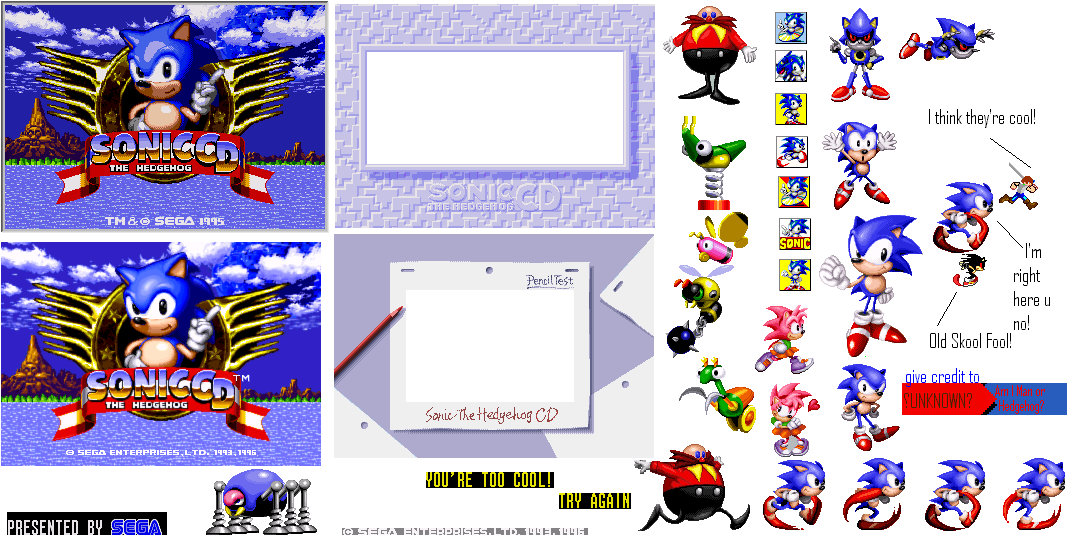 SONIC CD
THE HEDGEHOG
TM & © SEGA 1995
SONIC CD
THE HEDGEHOG
I think they're cool!
I'm
right
here u
no!
Old Skool Fool!
SONIC
SONIC CD TM
THE HEDGEHOG
© SEGA ENTERPRISES,LTD. 1993,1996
Pencil Test
Sonic The Hedgehog CD
give credit to
YUNKNOWN?
Hedgehog?
YOU'RE TOO COOL!
TRY AGAIN
PRESENTED BY SEGA
© SEGA ENTERPRISES,LTD. 1993,1996